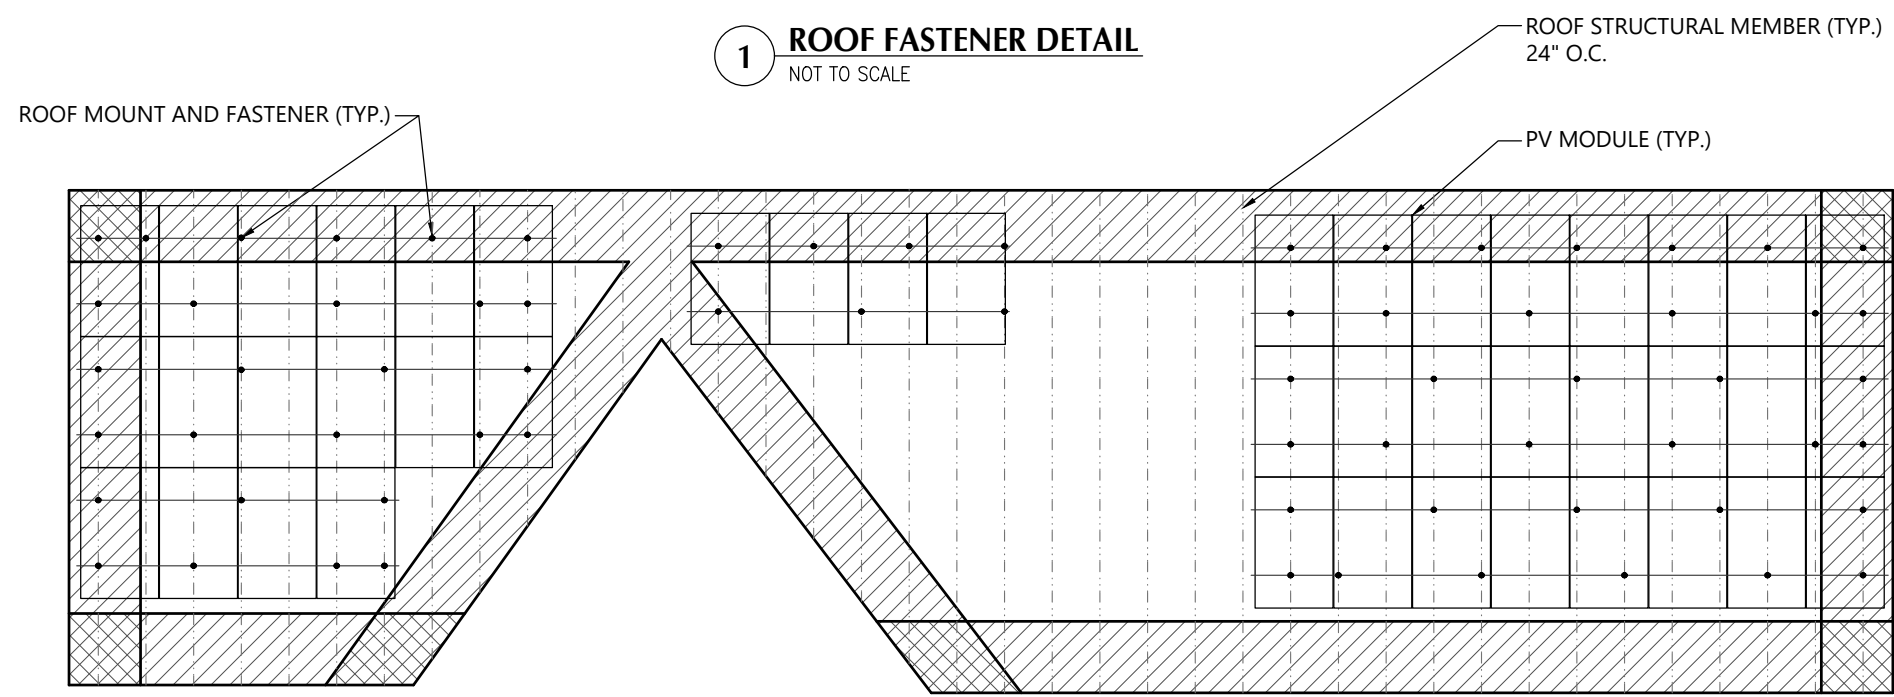 1 ROOF FASTENER DETAIL
NOT TO SCALE
ROOF STRUCTURAL MEMBER (TYP.)
24" O.C.
ROOF MOUNT AND FASTENER (TYP.)
PV MODULE (TYP.)